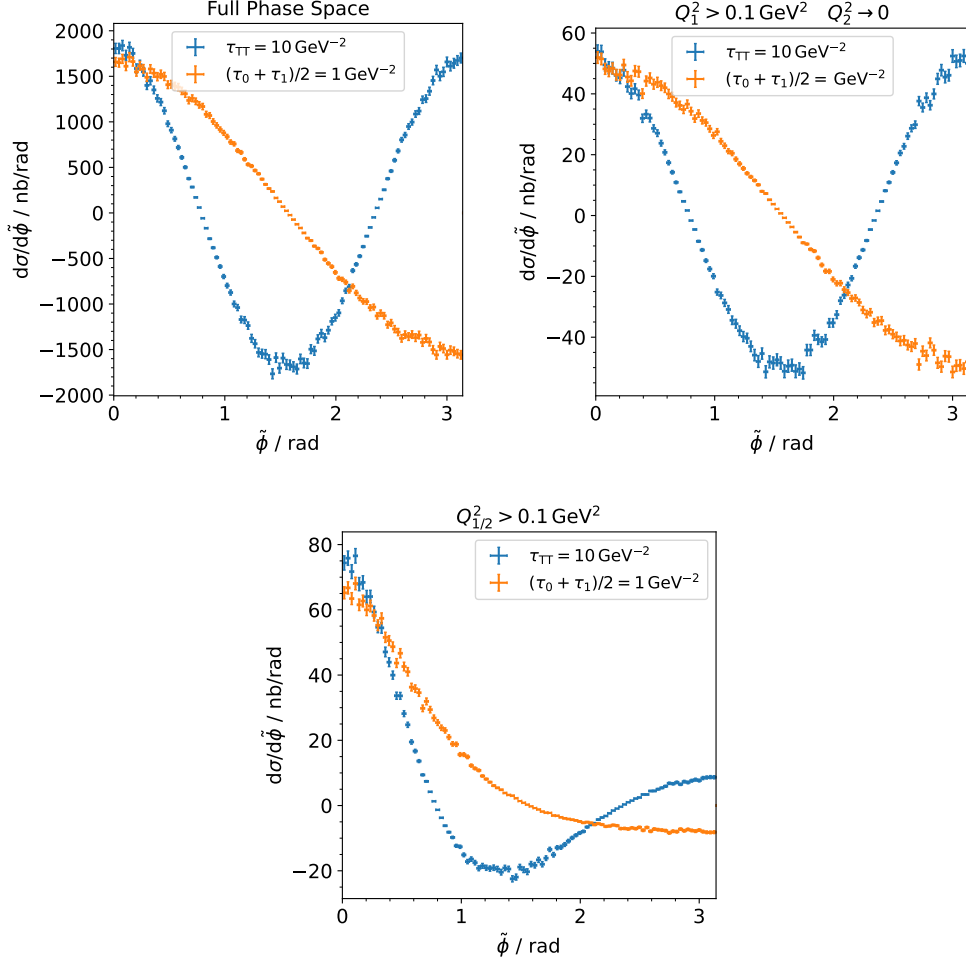 Full Phase Space
τ_TT = 10 GeV⁻²
(τ₀ + τ₁)/2 = 1 GeV⁻²
2000
1500
1000
500
0
−500
−1000
−1500
−2000
dσ/dϕ̃ / nb/rad
0 1 2 3
ϕ̃ / rad
Q₁² > 0.1 GeV² Q₂² → 0
τ_TT = 10 GeV⁻²
(τ₀ + τ₁)/2 = GeV⁻²
60
40
20
0
−20
−40
dσ/dϕ̃ / nb/rad
0 1 2 3
ϕ̃ / rad
Q²_{1/2} > 0.1 GeV²
τ_TT = 10 GeV⁻²
(τ₀ + τ₁)/2 = 1 GeV⁻²
80
60
40
20
0
−20
dσ/dϕ̃ / nb/rad
0 1 2 3
ϕ̃ / rad